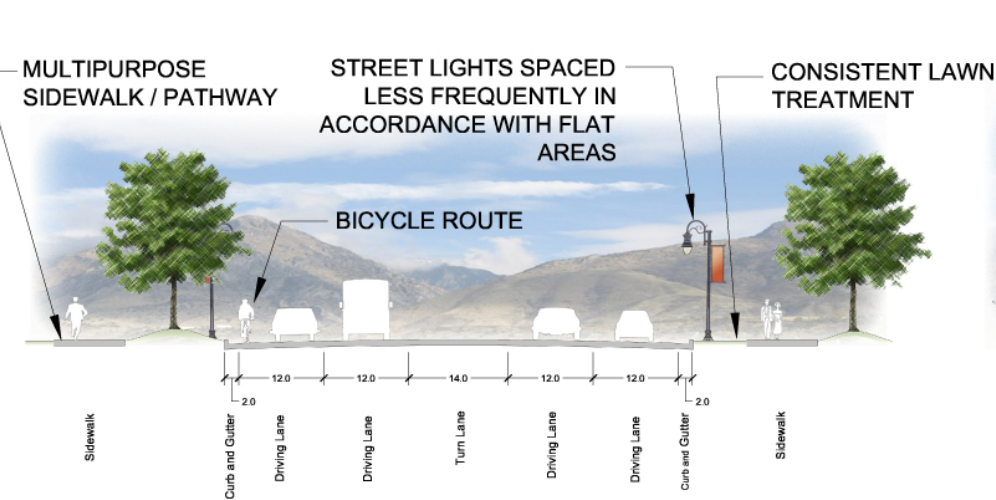 MULTIPURPOSE
SIDEWALK / PATHWAY
STREET LIGHTS SPACED
LESS FREQUENTLY IN
ACCORDANCE WITH FLAT
AREAS
CONSISTENT LAWN
TREATMENT
BICYCLE ROUTE
12.0
12.0
14.0
12.0
12.0
2.0
2.0
Sidewalk
Curb and Gutter
Driving Lane
Driving Lane
Turn Lane
Driving Lane
Driving Lane
Curb and Gutter
Sidewalk